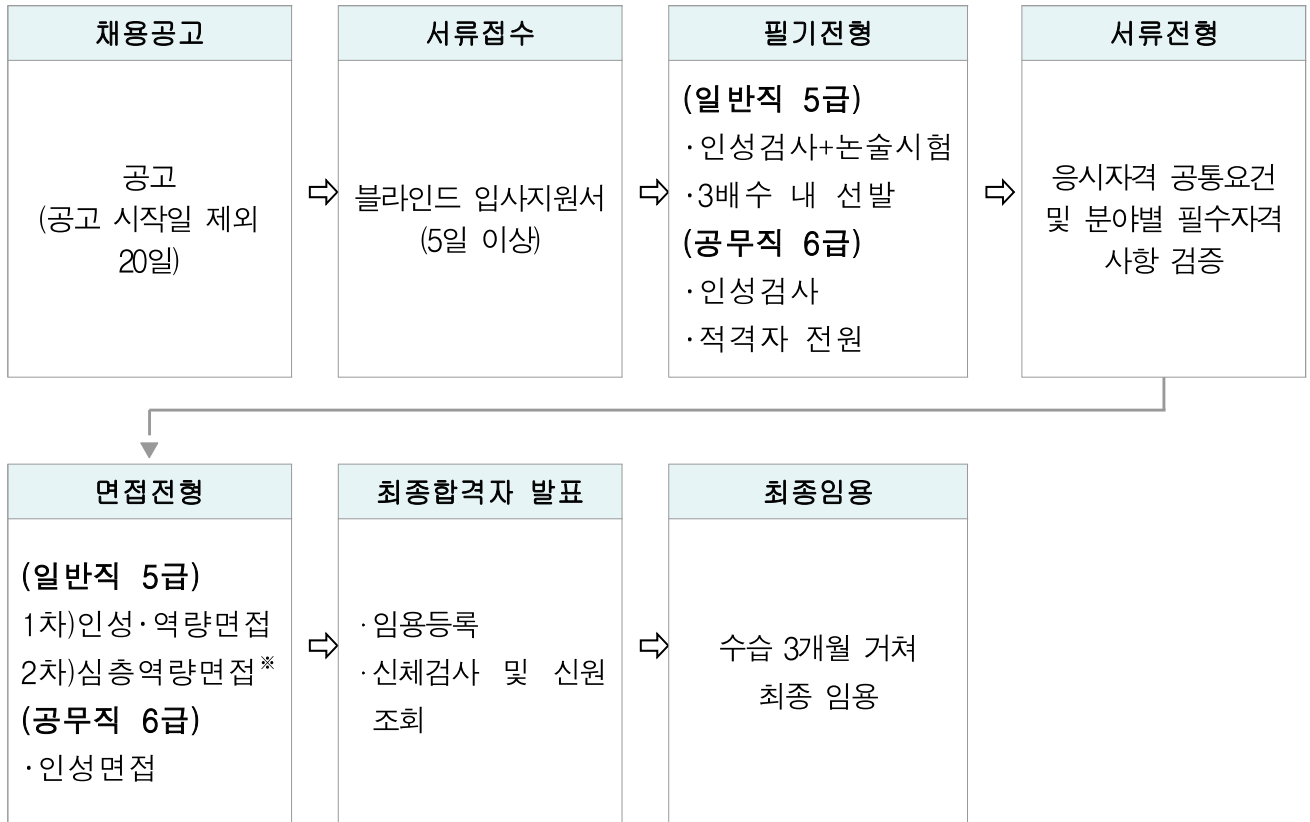 채용공고
공고
(공고 시작일 제외
20일)
⇨
서류접수
블라인드 입사지원서
(5일 이상)
⇨
필기전형
(일반직 5급)
·인성검사+논술시험
·3배수 내 선발
(공무직 6급)
·인성검사
·적격자 전원
⇨
서류전형
응시자격 공통요건
및 분야별 필수자격
사항 검증
면접전형
(일반직 5급)
1차)인성·역량면접
2차)심층역량면접※
(공무직 6급)
·인성면접
⇨
최종합격자 발표
·임용등록
·신체검사 및 신원
조회
⇨
최종임용
수습 3개월 거쳐
최종 임용